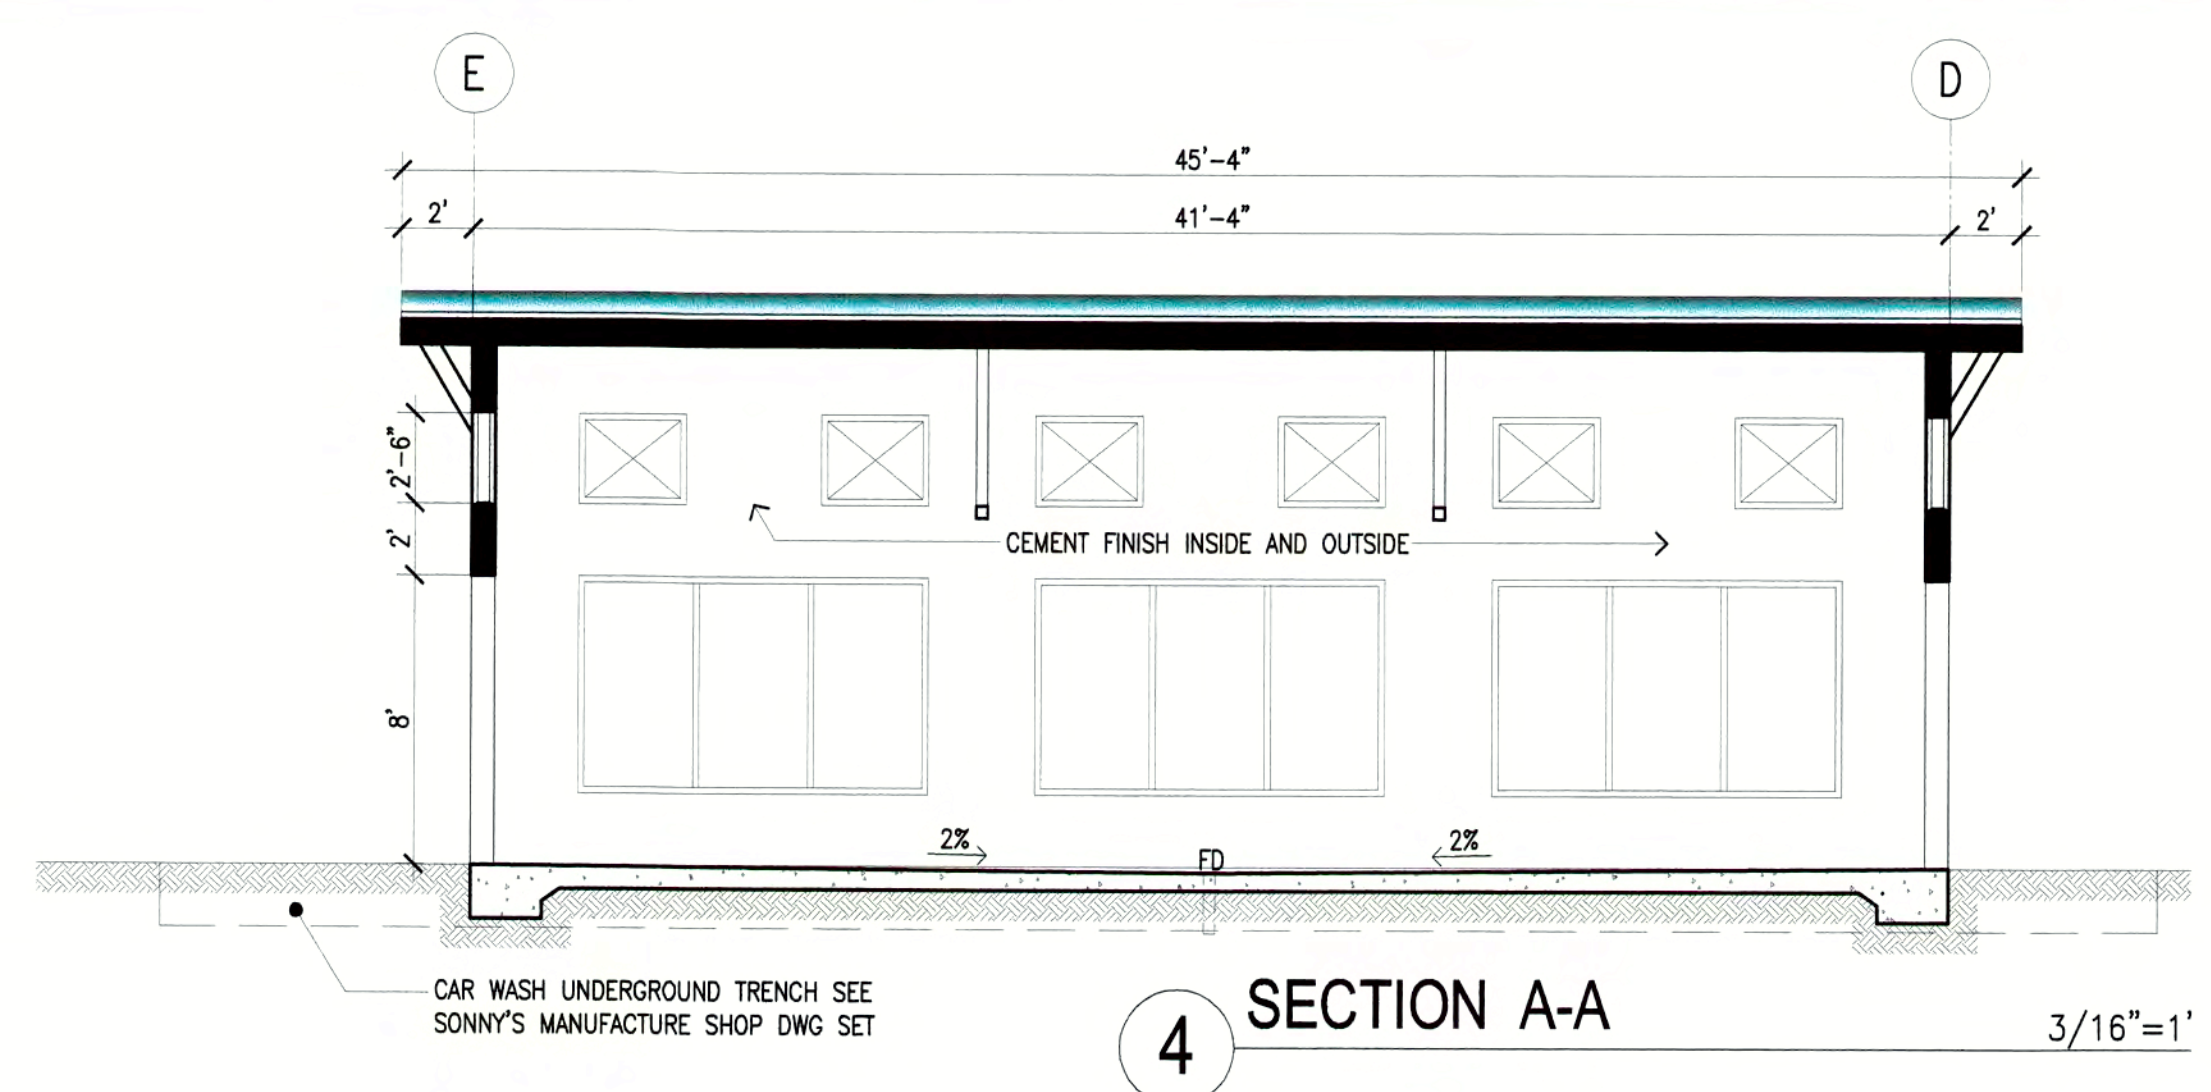 E
D
45'-4"
2'
41'-4"
2'
2'-6"
2'
CEMENT FINISH INSIDE AND OUTSIDE
8'
2%
FD
2%
CAR WASH UNDERGROUND TRENCH SEE
SONNY'S MANUFACTURE SHOP DWG SET
4
SECTION A-A
3/16"=1'